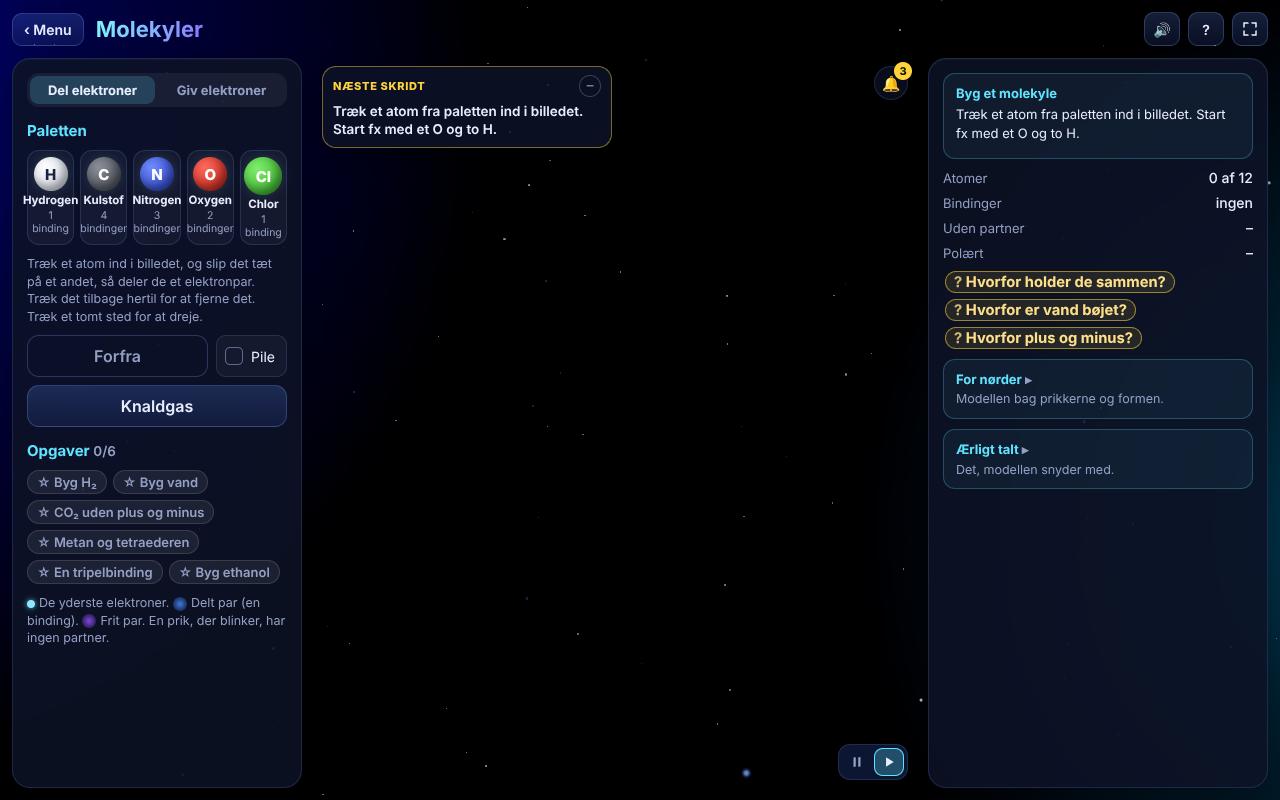 ‹ Menu
Molekyler
🔊
?
Del elektroner
Giv elektroner
Paletten
H
Hydrogen
1
binding
C
Kulstof
4
bindinger
N
Nitrogen
3
bindinger
O
Oxygen
2
bindinger
Cl
Chlor
1
binding
Træk et atom ind i billedet, og slip det tæt
på et andet, så deler de et elektronpar.
Træk det tilbage hertil for at fjerne det.
Træk et tomt sted for at dreje.
Forfra
Pile
Knaldgas
Opgaver 0/6
☆ Byg H₂
☆ Byg vand
☆ CO₂ uden plus og minus
☆ Metan og tetraederen
☆ En tripelbinding
☆ Byg ethanol
De yderste elektroner. Delt par (en
binding). Frit par. En prik, der blinker, har
ingen partner.
NÆSTE SKRIDT
–
Træk et atom fra paletten ind i billedet.
Start fx med et O og to H.
🔔
3
Byg et molekyle
Træk et atom fra paletten ind i billedet. Start
fx med et O og to H.
Atomer 0 af 12
Bindinger ingen
Uden partner –
Polært –
? Hvorfor holder de sammen?
? Hvorfor er vand bøjet?
? Hvorfor plus og minus?
For nørder ▸
Modellen bag prikkerne og formen.
Ærligt talt ▸
Det, modellen snyder med.